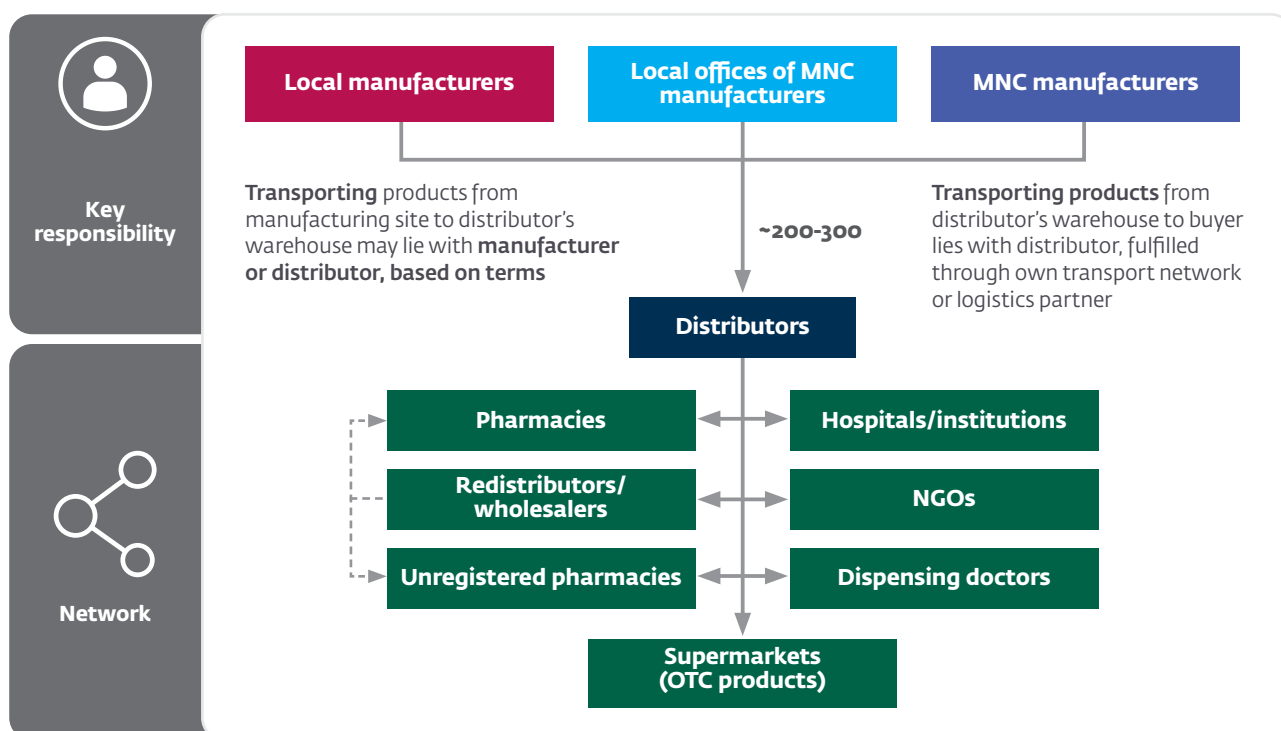 Key
responsibility
Local manufacturers
Local offices of MNC
manufacturers
MNC manufacturers
Transporting products from
manufacturing site to distributor's
warehouse may lie with manufacturer
or distributor, based on terms
~200-300
Transporting products from
distributor's warehouse to buyer
lies with distributor, fulfilled
through own transport network
or logistics partner
Distributors
Network
Pharmacies
Hospitals/institutions
Redistributors/
wholesalers
NGOs
Unregistered pharmacies
Dispensing doctors
Supermarkets
(OTC products)